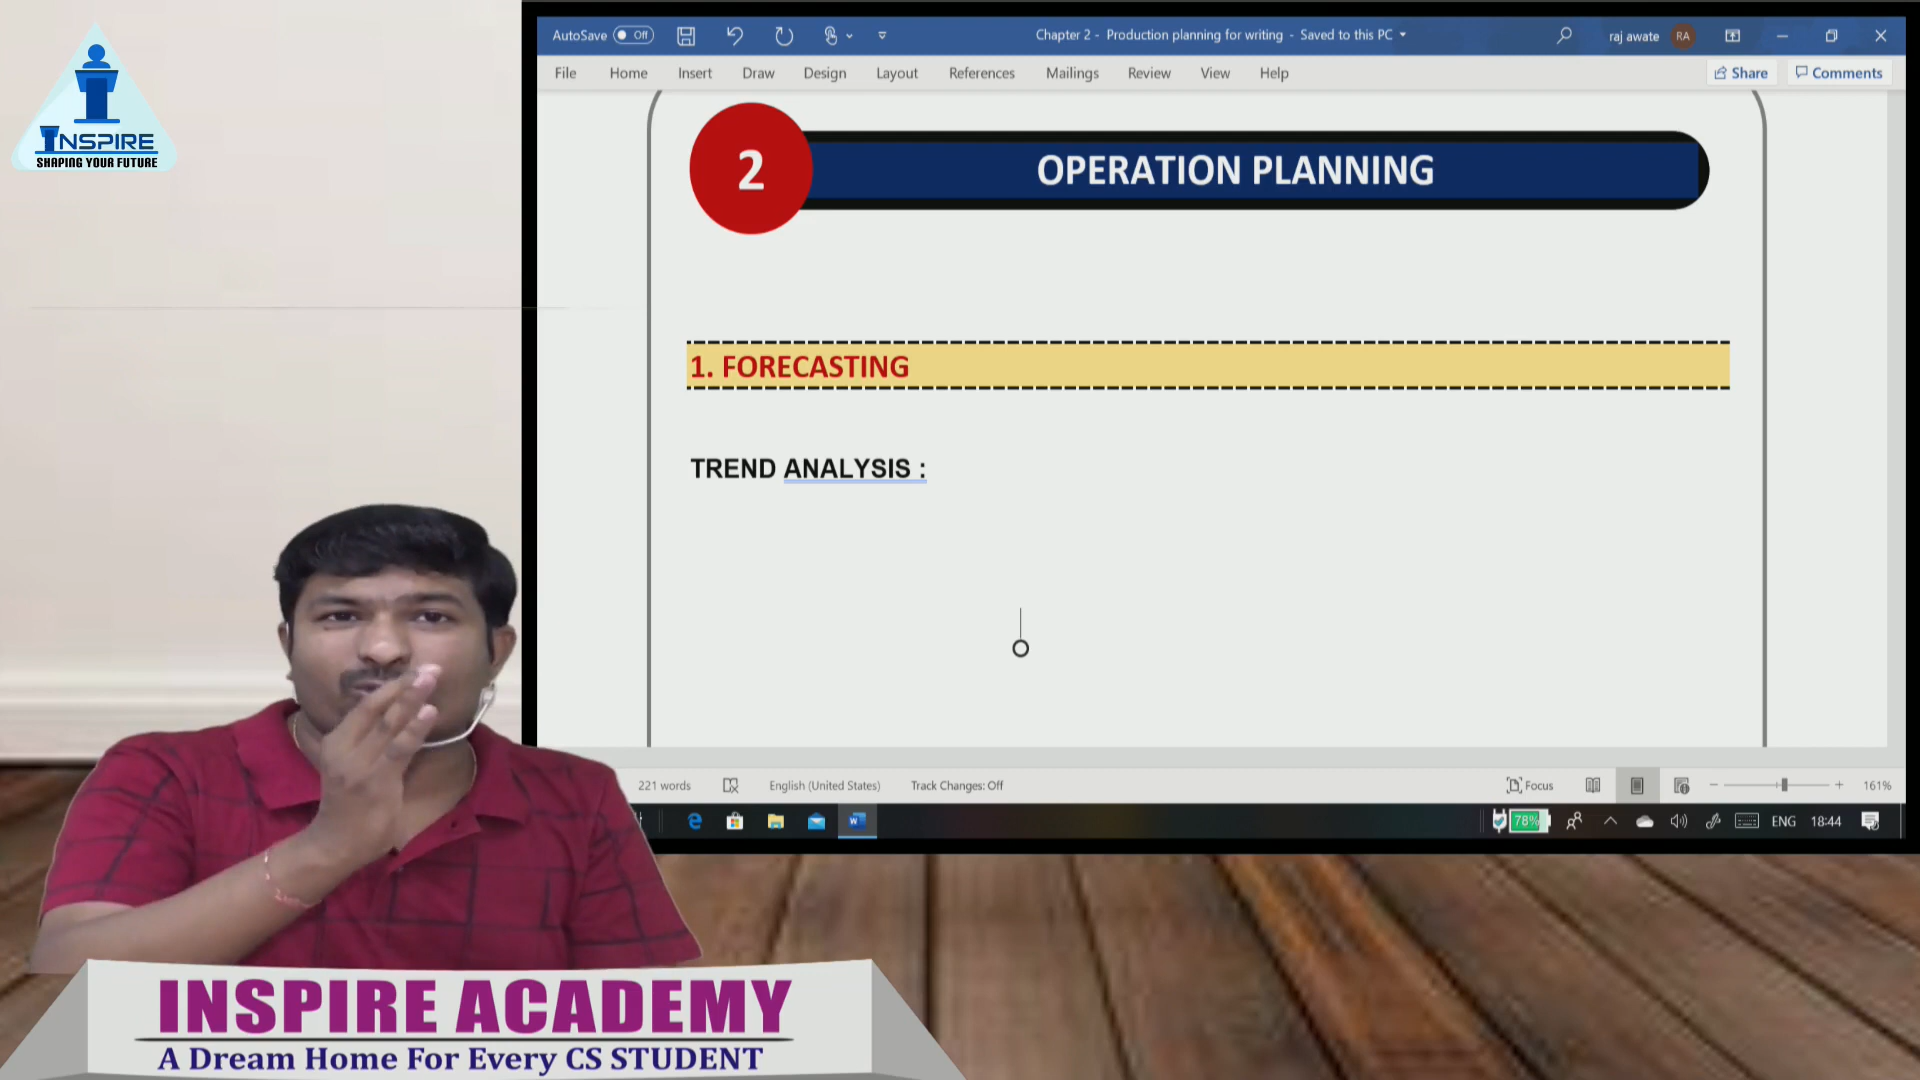 INSPIRE
SHAPING YOUR FUTURE
AutoSave Off
Chapter 2 - Production planning for writing - Saved to this PC
raj awate RA
File Home Insert Draw Design Layout References Mailings Review View Help
Share Comments
2
OPERATION PLANNING
1. FORECASTING
TREND ANALYSIS :
221 words English (United States) Track Changes: Off
Focus
161%
78%
ENG 18:44
INSPIRE ACADEMY
A Dream Home For Every CS STUDENT